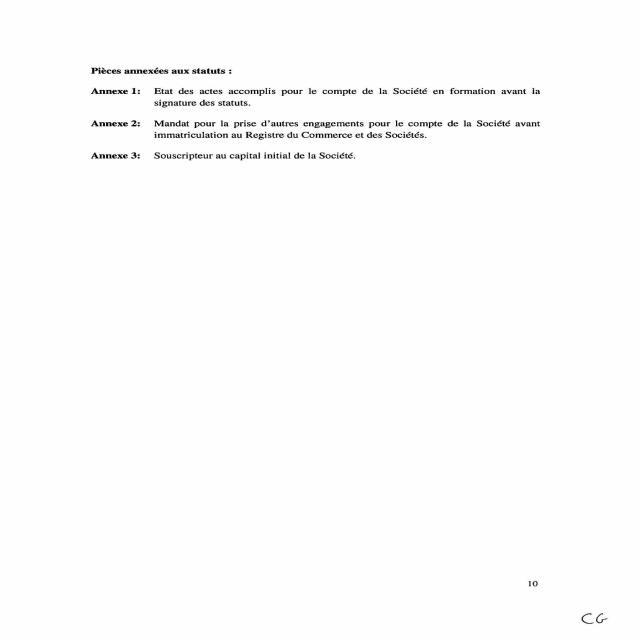 Pièces annexées aux statuts :
Annexe 1: Etat des actes accomplis pour le compte de la Société en formation avant la
signature des statuts.
Annexe 2: Mandat pour la prise d'autres engagements pour le compte de la Société avant
immatriculation au Registre du Commerce et des Sociétés.
Annexe 3: Souscripteur au capital initial de la Société.
10
CG